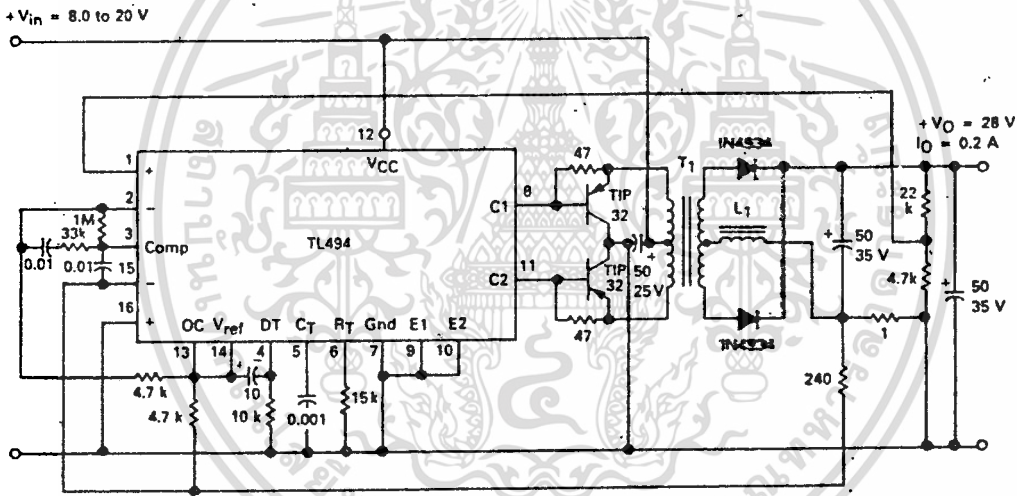 + Vin = 8.0 to 20 V
12
VCC
1
+
2
−
1M
33k
3
Comp
0.01
0.01
15
−
16
+
TL494
8
C1
11
C2
47
TIP
32
TIP
32
47
50
25 V
+
T1
1N4934
L1
1N4934
+ VO = 28 V
IO = 0.2 A
22
k
4.7k
+
50
35 V
+
50
35 V
1
240
OC
Vref
DT
CT
RT
Gnd
E1
E2
13
14
4
5
6
7
9
10
+
−
10
4.7 k
4.7 k
10 k
0.001
15k